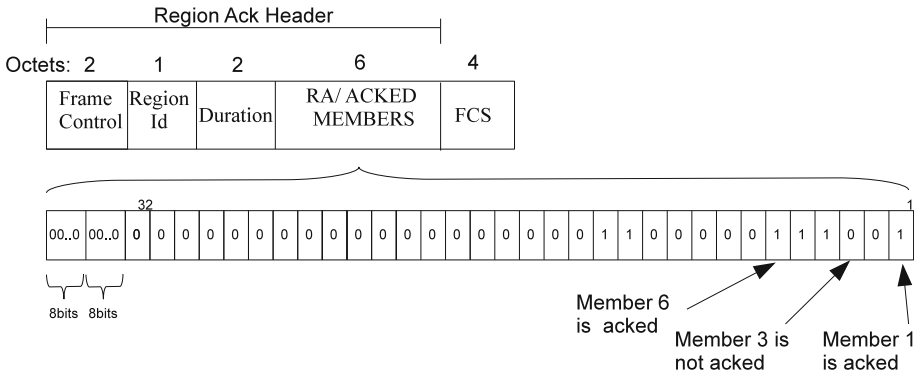 Region Ack Header
Octets: 2 1 2 6 4
Frame Control
Region Id
Duration
RA/ ACKED MEMBERS
FCS
32 1
00..0 00..0 0 0 0 0 0 0 0 0 0 0 0 0 0 0 0 0 0 0 0 1 1 0 0 0 0 0 1 1 1 0 0 1
8bits 8bits
Member 6
is acked
Member 3 is
not acked
Member 1
is acked